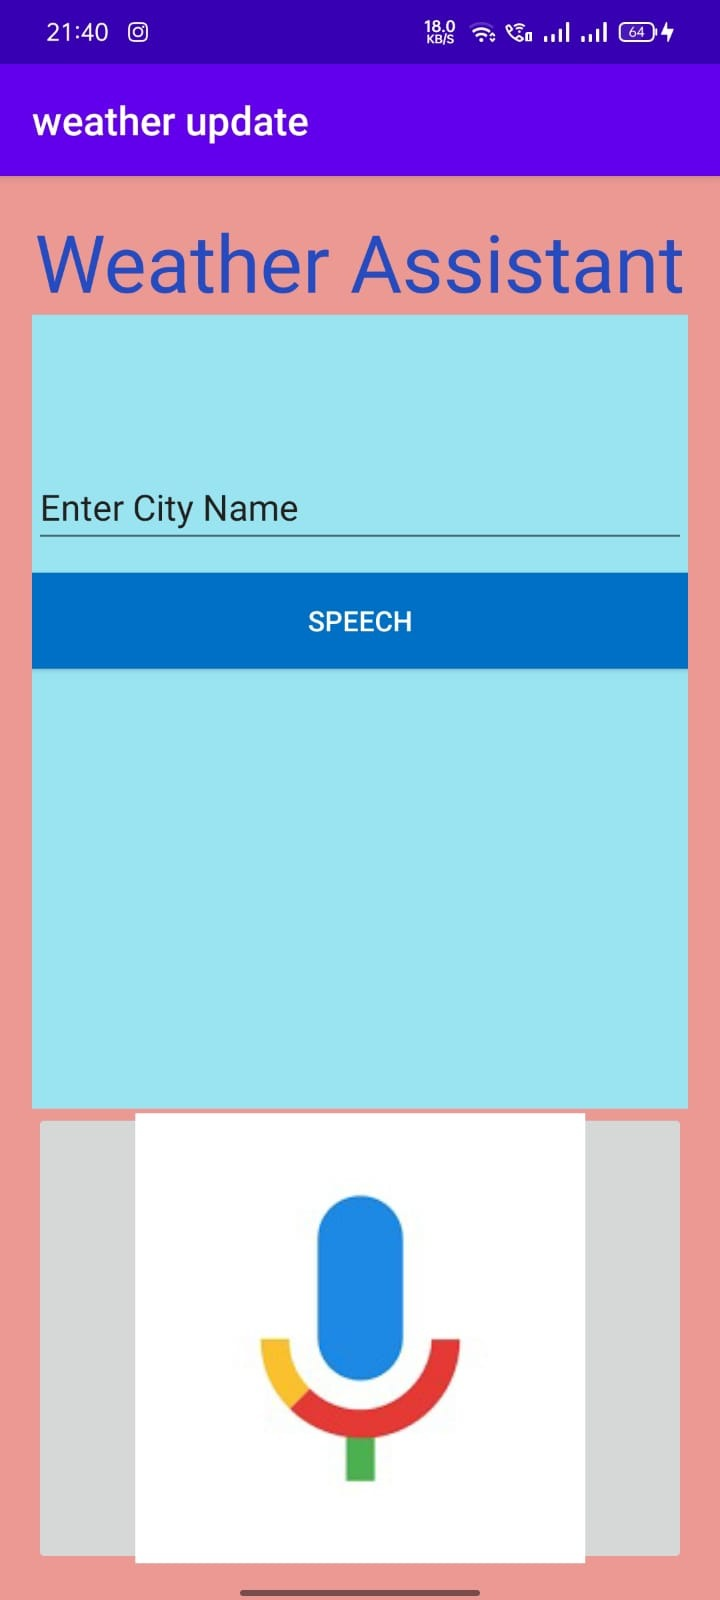 21:40
18.0
KB/S
64
weather update
Weather Assistant
Enter City Name
SPEECH